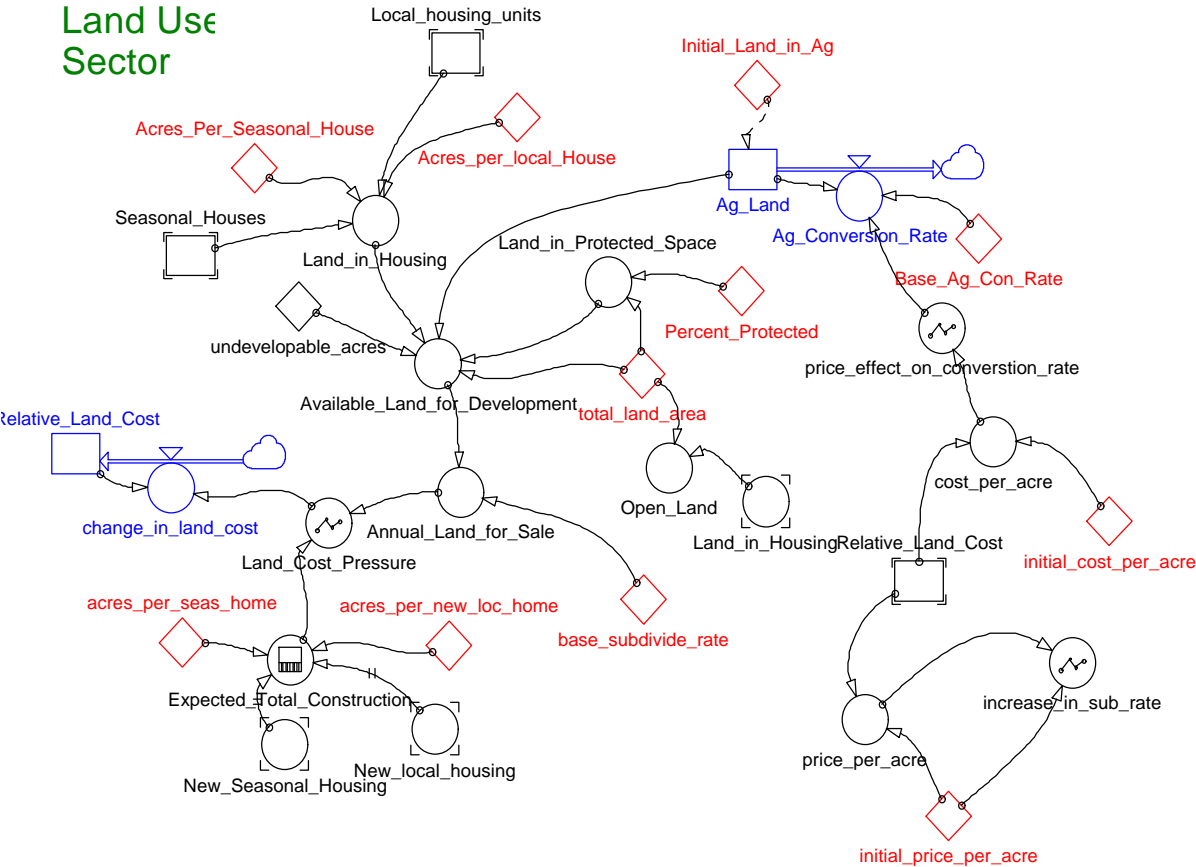 Land Use
Sector
Local_housing_units
Initial_Land_in_Ag
Acres_Per_Seasonal_House
Acres_per_local_House
Seasonal_Houses
Ag_Land
Ag_Conversion_Rate
Land_in_Protected_Space
Land_in_Housing
Base_Ag_Con_Rate
Percent_Protected
undevelopable_acres
price_effect_on_converstion_rate
Available_Land_for_Development
total_land_area
Relative_Land_Cost
cost_per_acre
Open_Land
change_in_land_cost
Annual_Land_for_Sale
Land_in_Housing
Relative_Land_Cost
Land_Cost_Pressure
initial_cost_per_acre
acres_per_seas_home
acres_per_new_loc_home
base_subdivide_rate
Expected_Total_Construction
increase_in_sub_rate
price_per_acre
New_local_housing
New_Seasonal_Housing
initial_price_per_acre